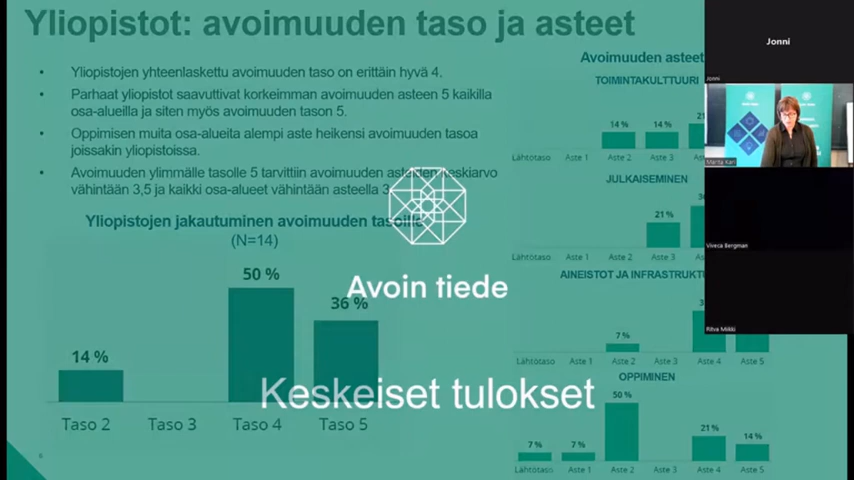 Yliopistot: avoimuuden taso ja asteet
• Yliopistojen yhteenlaskettu avoimuuden taso on erittäin hyvä 4.
• Parhaat yliopistot saavuttivat korkeimman avoimuuden asteen 5 kaikilla
osa-alueilla ja siten myös avoimuuden tason 5.
• Oppimisen muita osa-alueita alempi aste heikensi avoimuuden tasoa
joissakin yliopistoissa.
• Avoimuuden ylimmälle tasolle 5 tarvittiin avoimuuden asteiden keskiarvo
vähintään 3,5 ja kaikki osa-alueet vähintään asteella 3
Yliopistojen jakautuminen avoimuuden tasoille
(N=14)
14 %
50 %
36 %
Taso 2 Taso 3 Taso 4 Taso 5
Avoin tiede
Keskeiset tulokset
Avoimuuden asteet
TOIMINTAKULTTUURI
14 % 14 % 21
Lähtötaso Aste 1 Aste 2 Aste 3
JULKAISEMINEN
21 %
Lähtötaso Aste 1 Aste 2 Aste 3
AINEISTOT JA INFRASTRUKTU
7 %
Lähtötaso Aste 1 Aste 2 Aste 3 Aste 4 Aste 5
OPPIMINEN
7 % 7 % 50 % 21 % 14 %
Lähtötaso Aste 1 Aste 2 Aste 3 Aste 4 Aste 5
Jonni
Jonni
Viveca Bergman